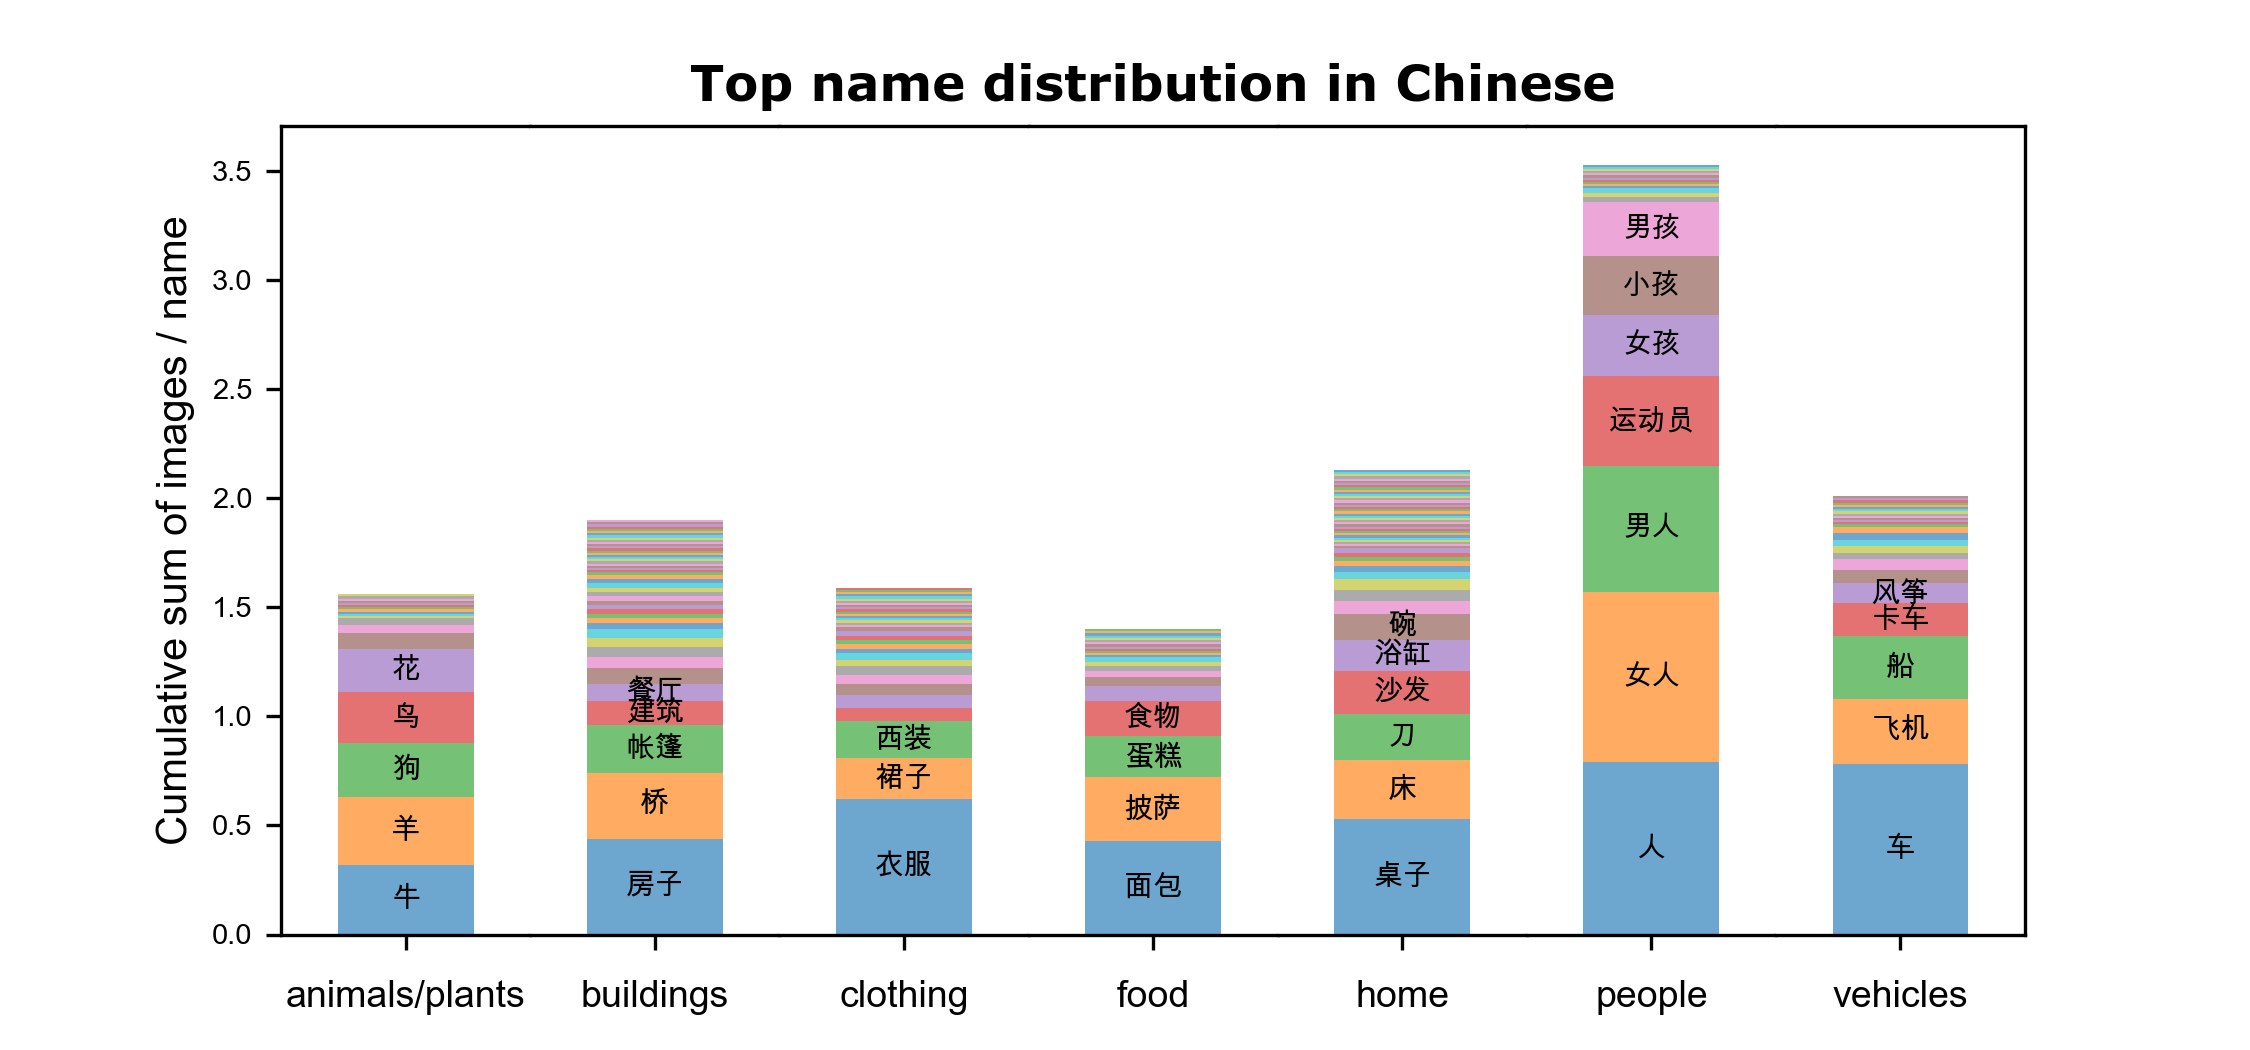 Top name distribution in Chinese
Cumulative sum of images / name
3.5
3.0
2.5
2.0
1.5
1.0
0.5
0.0
花
鸟
狗
羊
牛
餐厅
建筑
帐篷
桥
房子
西装
裙子
衣服
食物
蛋糕
披萨
面包
碗
浴缸
沙发
刀
床
桌子
男孩
小孩
女孩
运动员
男人
女人
人
风筝
卡车
船
飞机
车
animals/plants
buildings
clothing
food
home
people
vehicles